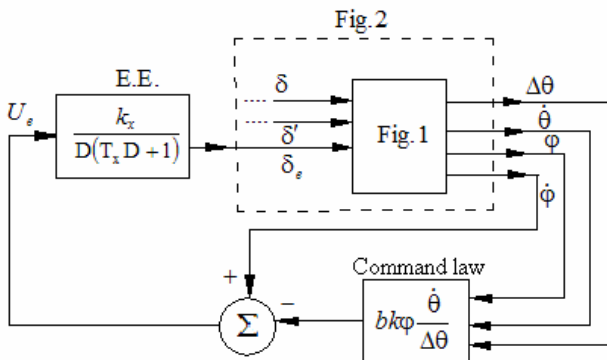 Fig.2
E.E.
U_e
k_x
D(T_x D + 1)
δ
δ'
δ_e
Fig.1
Δθ
θ̇
φ
φ̇
+
−
Σ
Command law
bkφ θ̇/Δθ